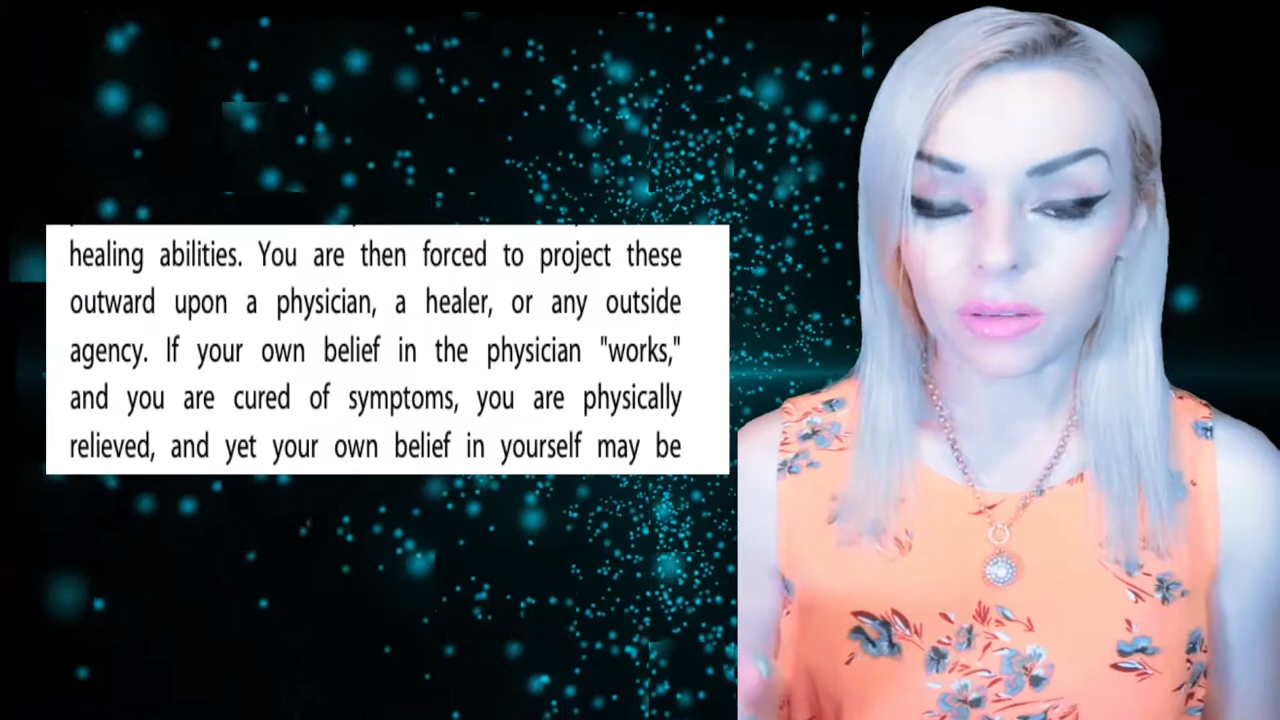 healing abilities. You are then forced to project these
outward upon a physician, a healer, or any outside
agency. If your own belief in the physician "works,"
and you are cured of symptoms, you are physically
relieved, and yet your own belief in yourself may be